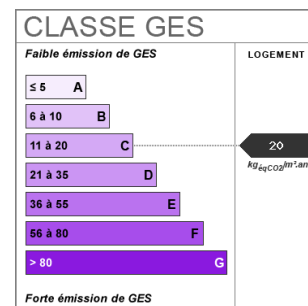 CLASSE GES
Faible émission de GES
LOGEMENT
≤ 5 A
6 à 10 B
11 à 20 C
20
kgéqCO2/m².an
21 à 35 D
36 à 55 E
56 à 80 F
> 80 G
Forte émission de GES